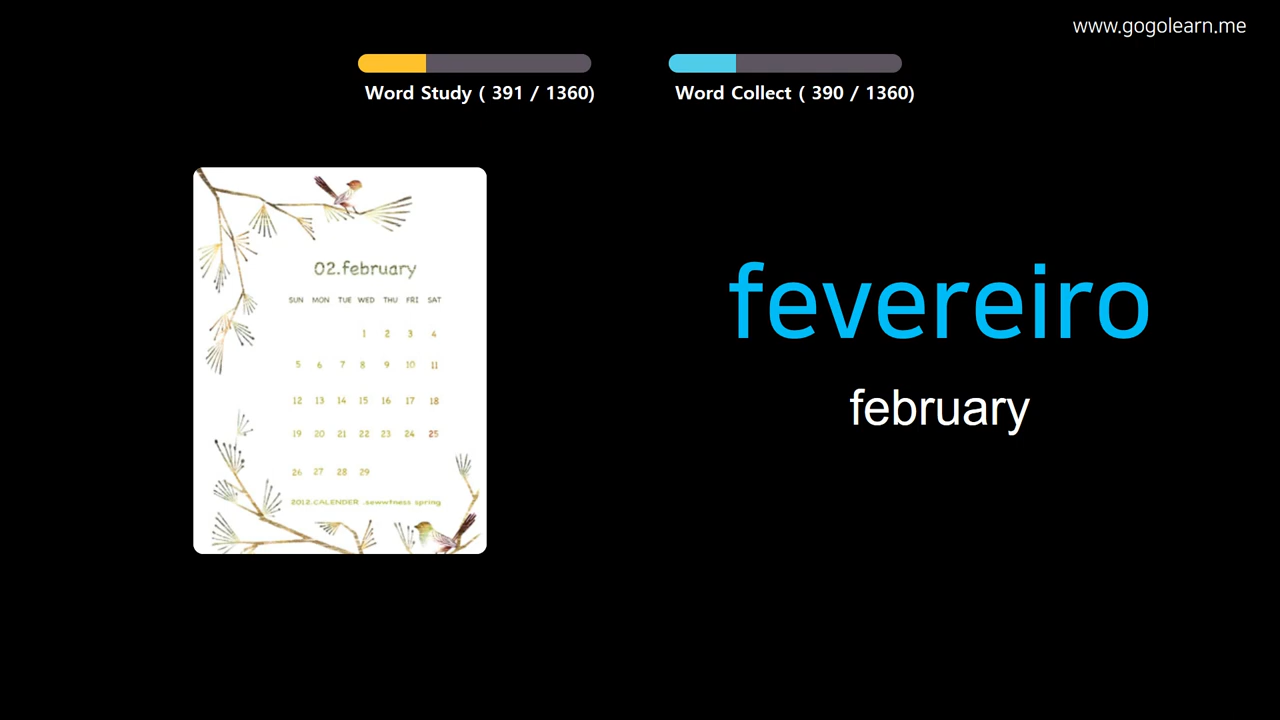 www.gogolearn.me
Word Study ( 391 / 1360)
Word Collect ( 390 / 1360)
02.february
SUN MON TUE WED THU FRI SAT
1 2 3 4
5 6 7 8 9 10 11
12 13 14 15 16 17 18
19 20 21 22 23 24 25
26 27 28 29
2012.CALENDER .sewwtness spring
fevereiro
february